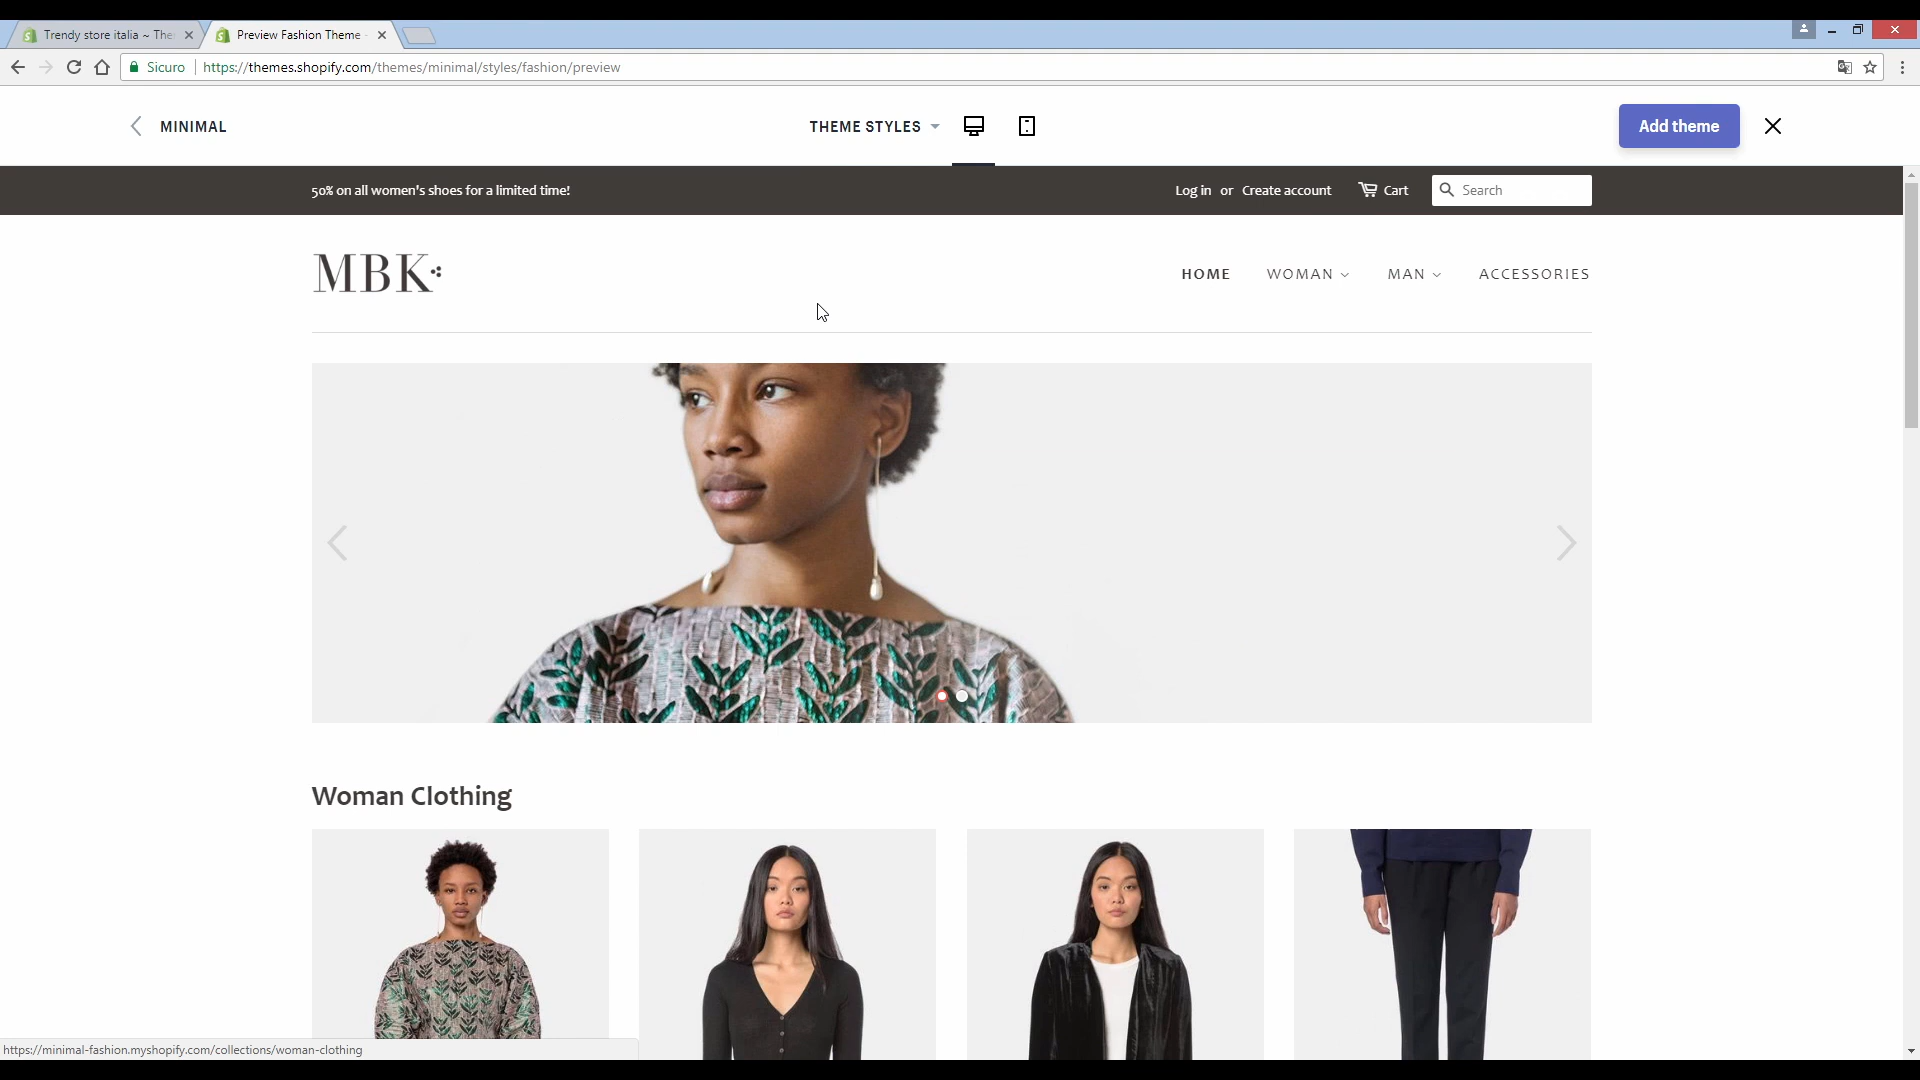 Trendy store italia ~ The
Preview Fashion Theme -
Sicuro
https://themes.shopify.com/themes/minimal/styles/fashion/preview
MINIMAL
THEME STYLES
Add theme
50% on all women's shoes for a limited time!
Log in or Create account
Cart
Search
MBK
HOME
WOMAN
MAN
ACCESSORIES
Woman Clothing
https://minimal-fashion.myshopify.com/collections/woman-clothing